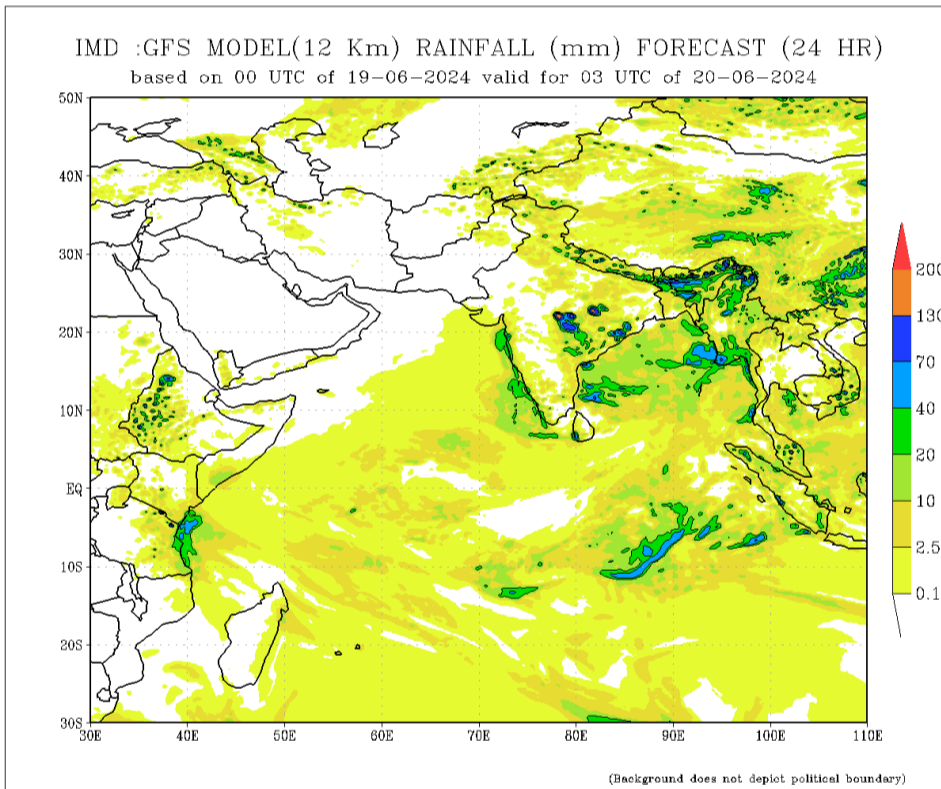 IMD :GFS MODEL(12 Km) RAINFALL (mm) FORECAST (24 HR)
based on 00 UTC of 19-06-2024 valid for 03 UTC of 20-06-2024
50N
40N
30N
20N
10N
EQ
10S
20S
30S
30E 40E 50E 60E 70E 80E 90E 100E 110E
200
130
70
40
20
10
2.5
0.1
(Background does not depict political boundary)